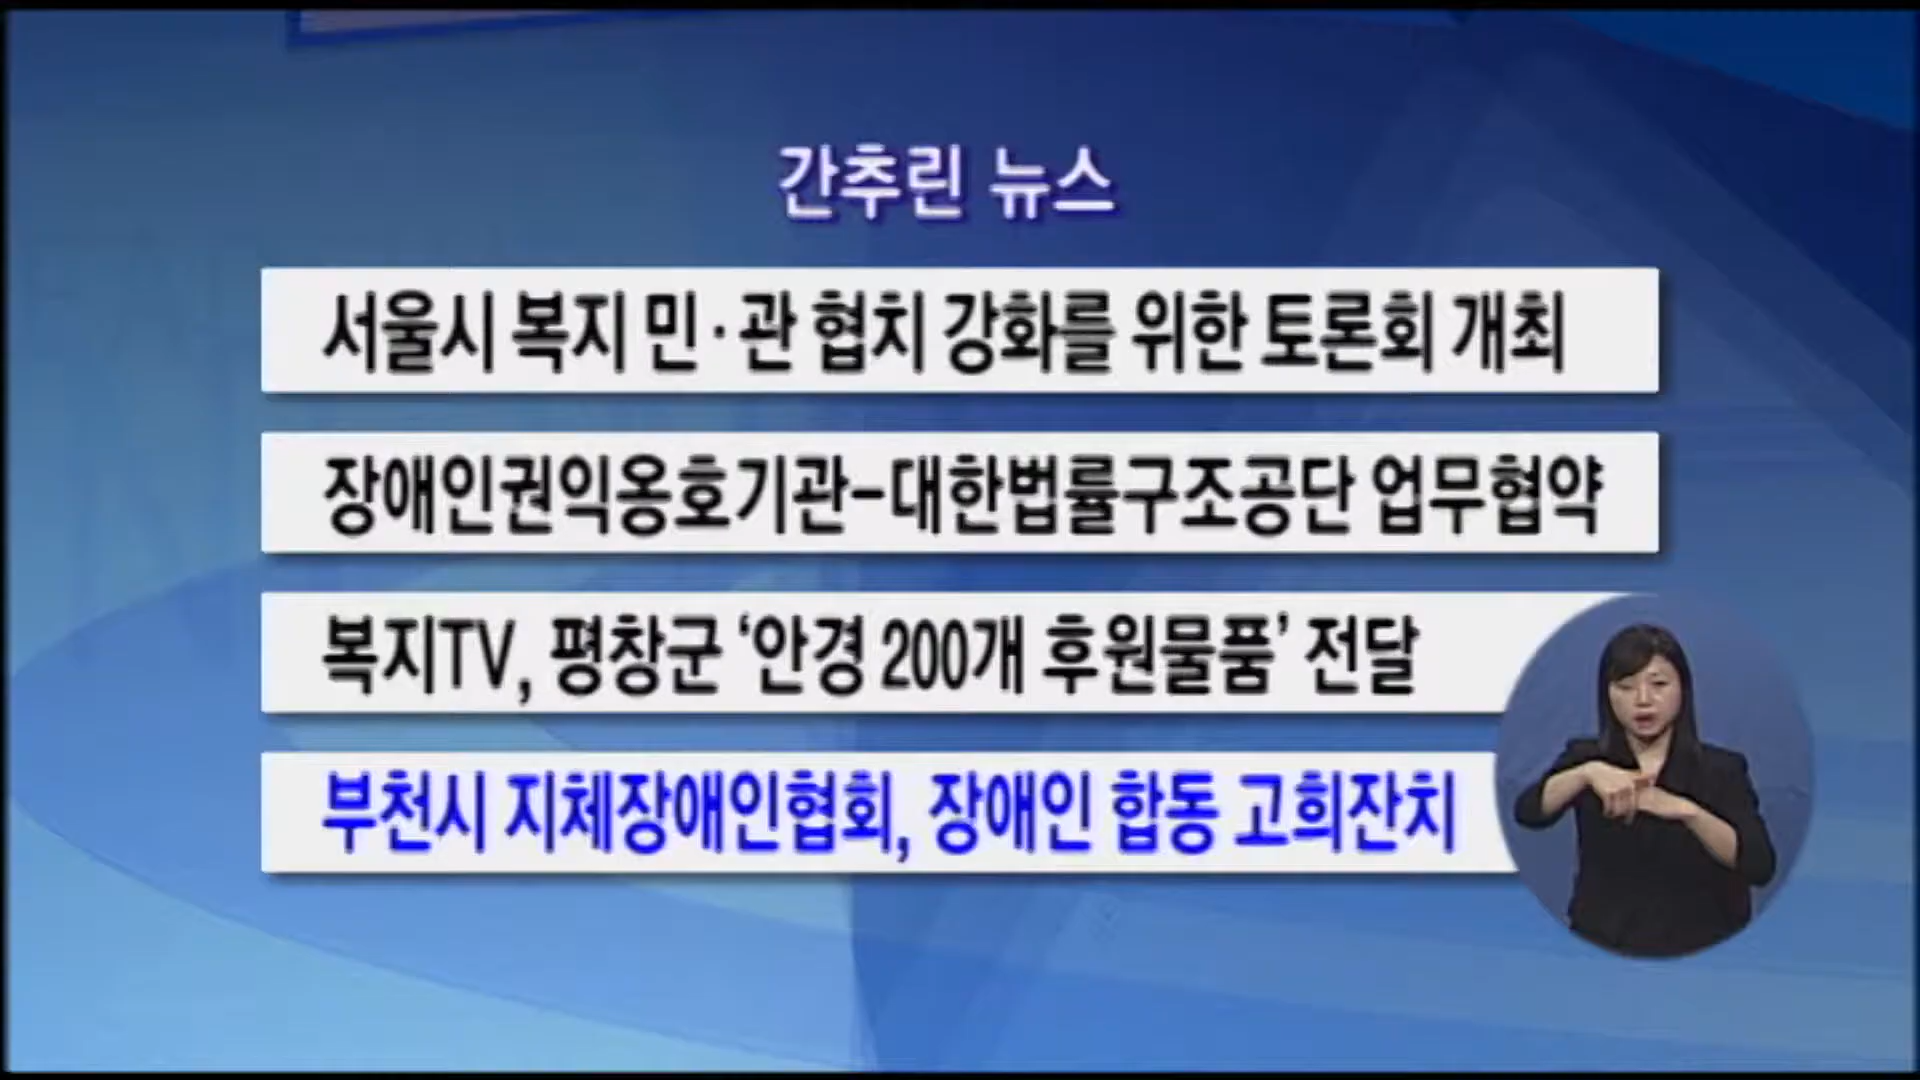 간추린 뉴스
서울시 복지 민·관 협치 강화를 위한 토론회 개최
장애인권익옹호기관-대한법률구조공단 업무협약
복지TV, 평창군 ‘안경 200개 후원물품’ 전달
부천시 지체장애인협회, 장애인 합동 고희잔치